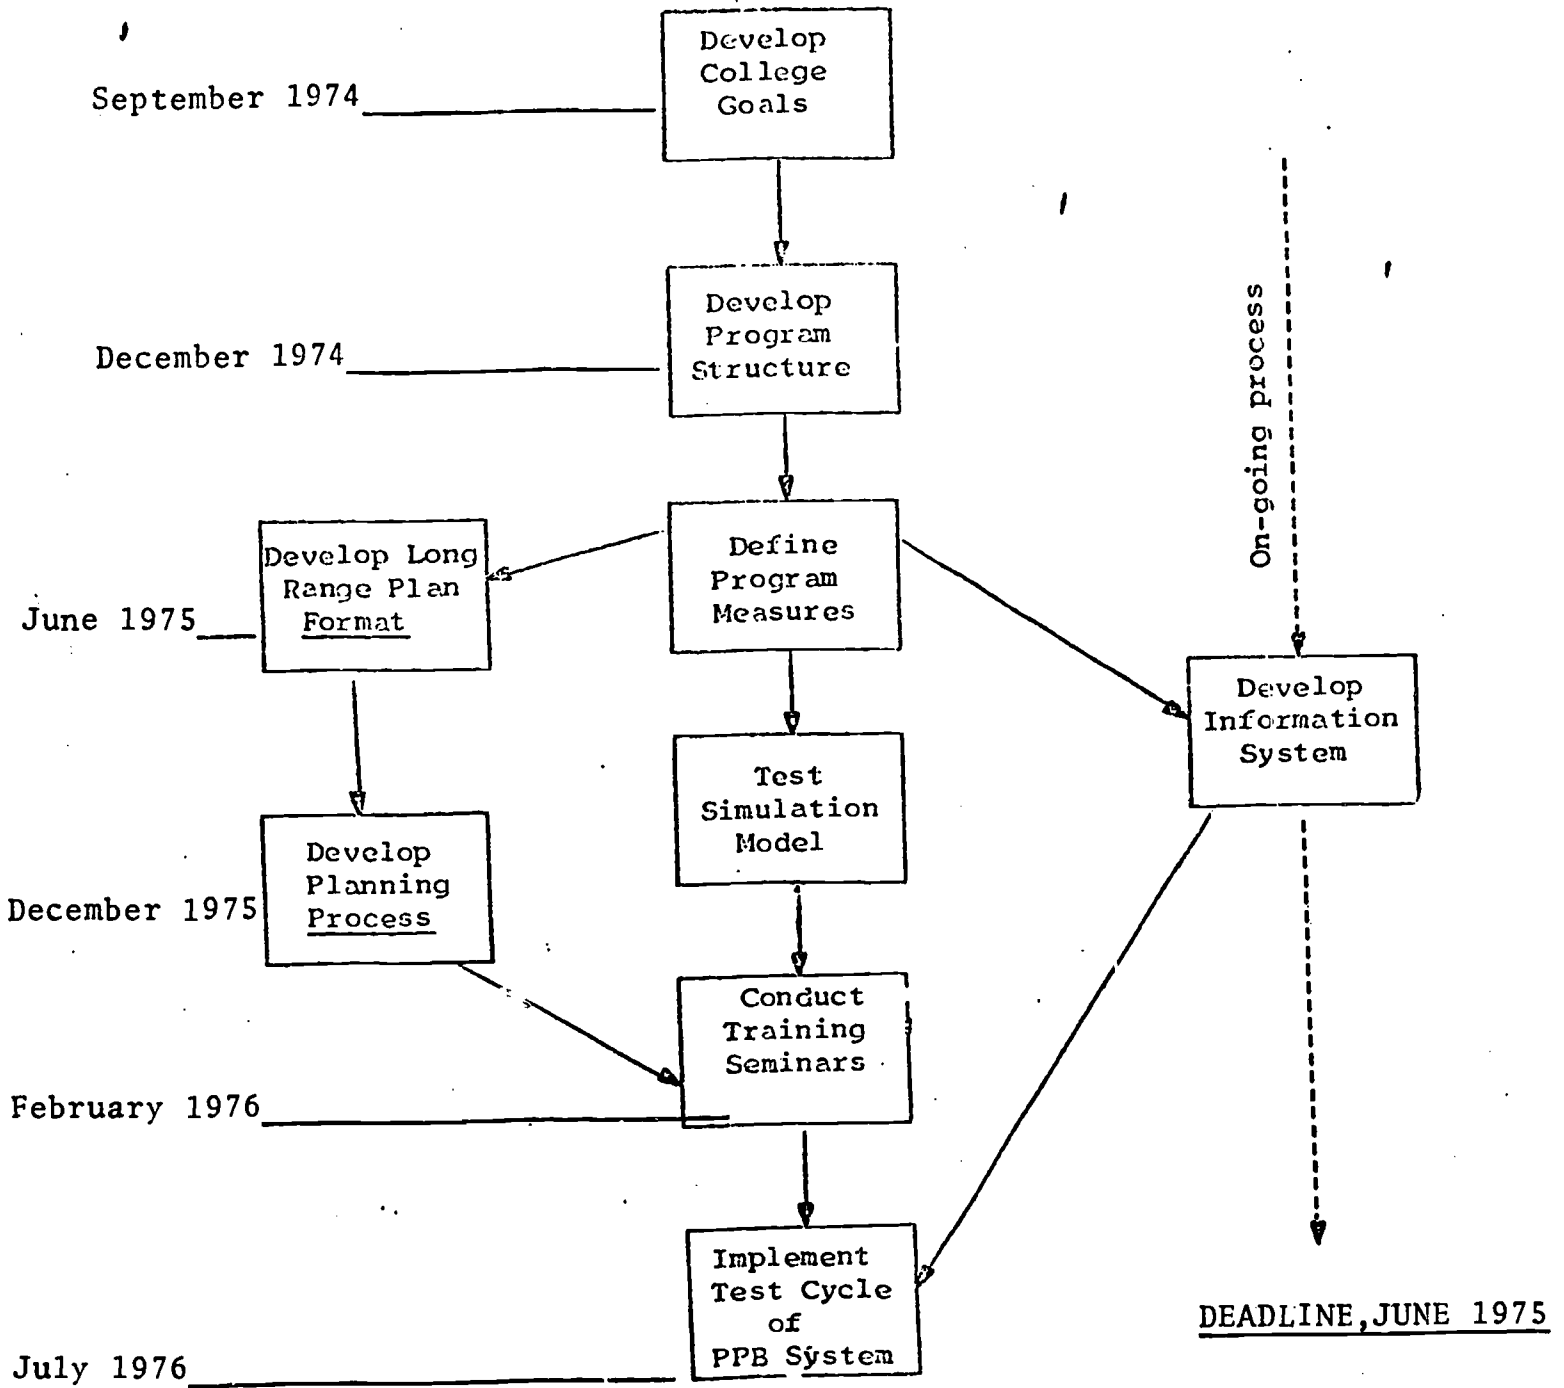 Develop
College
Goals
September 1974
Develop
Program
Structure
December 1974
On-going process
Define
Program
Measures
Develop Long
Range Plan
Format
June 1975
Develop
Information
System
Test
Simulation
Model
Develop
Planning
Process
December 1975
Conduct
Training
Seminars
February 1976
Implement
Test Cycle
of
PPB System
July 1976
DEADLINE, JUNE 1975